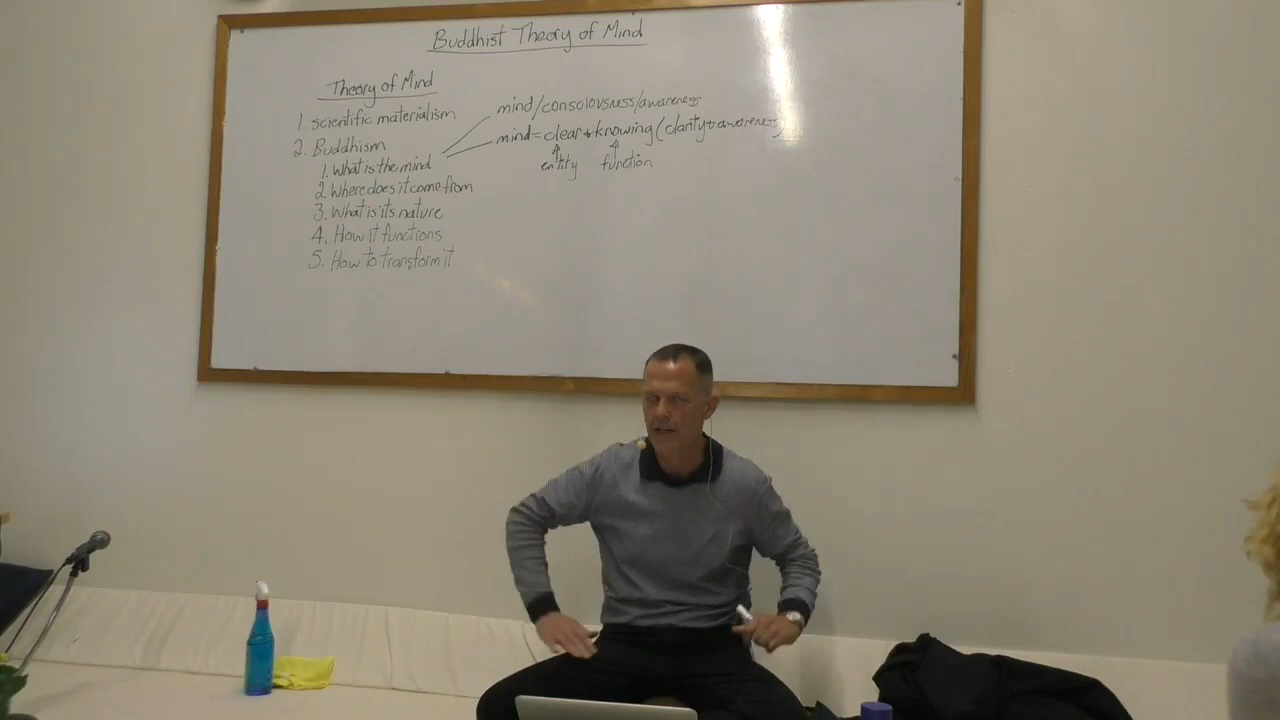 Buddhist Theory of Mind
Theory of Mind
1. scientific materialism
2. Buddhism
1. What is the mind
2. Where does it come from
3. What is its nature
4. How it functions
5. How to transform it
mind/consciousness/awareness
mind=clear+knowing (clarity+awareness)
entity function